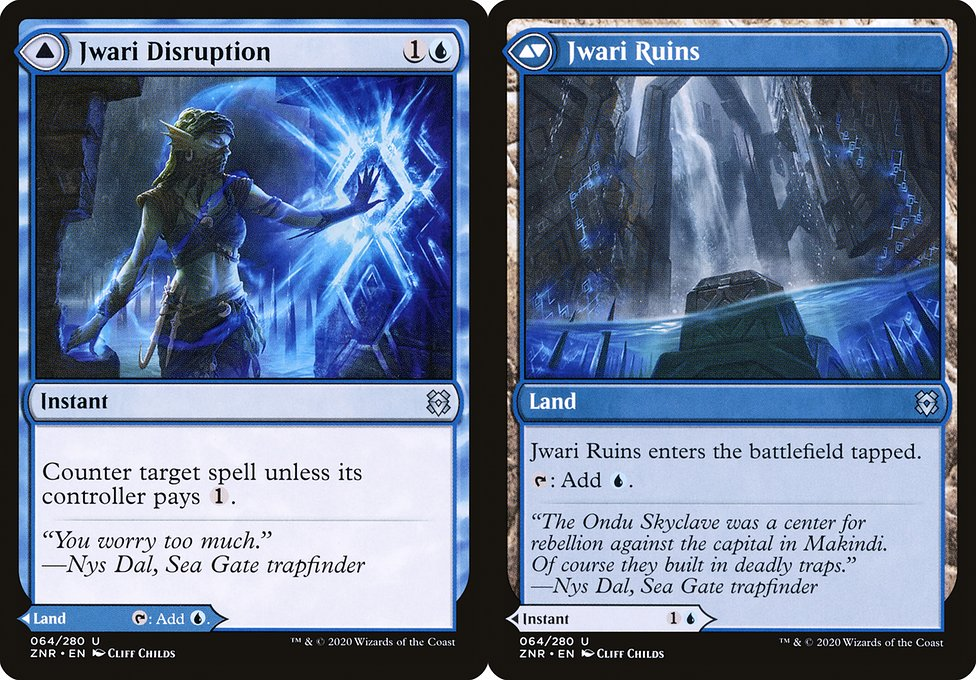 Jwari Disruption
1
Instant
Counter target spell unless its
controller pays 1.
“You worry too much.”
—Nys Dal, Sea Gate trapfinder
Land : Add .
064/280 U
ZNR • EN Cliff Childs
™ & © 2020 Wizards of the Coast
Jwari Ruins
Land
Jwari Ruins enters the battlefield tapped.
: Add .
“The Ondu Skyclave was a center for
rebellion against the capital in Makindi.
Of course they built in deadly traps.”
—Nys Dal, Sea Gate trapfinder
Instant 1
064/280 U
ZNR • EN Cliff Childs
™ & © 2020 Wizards of the Coast